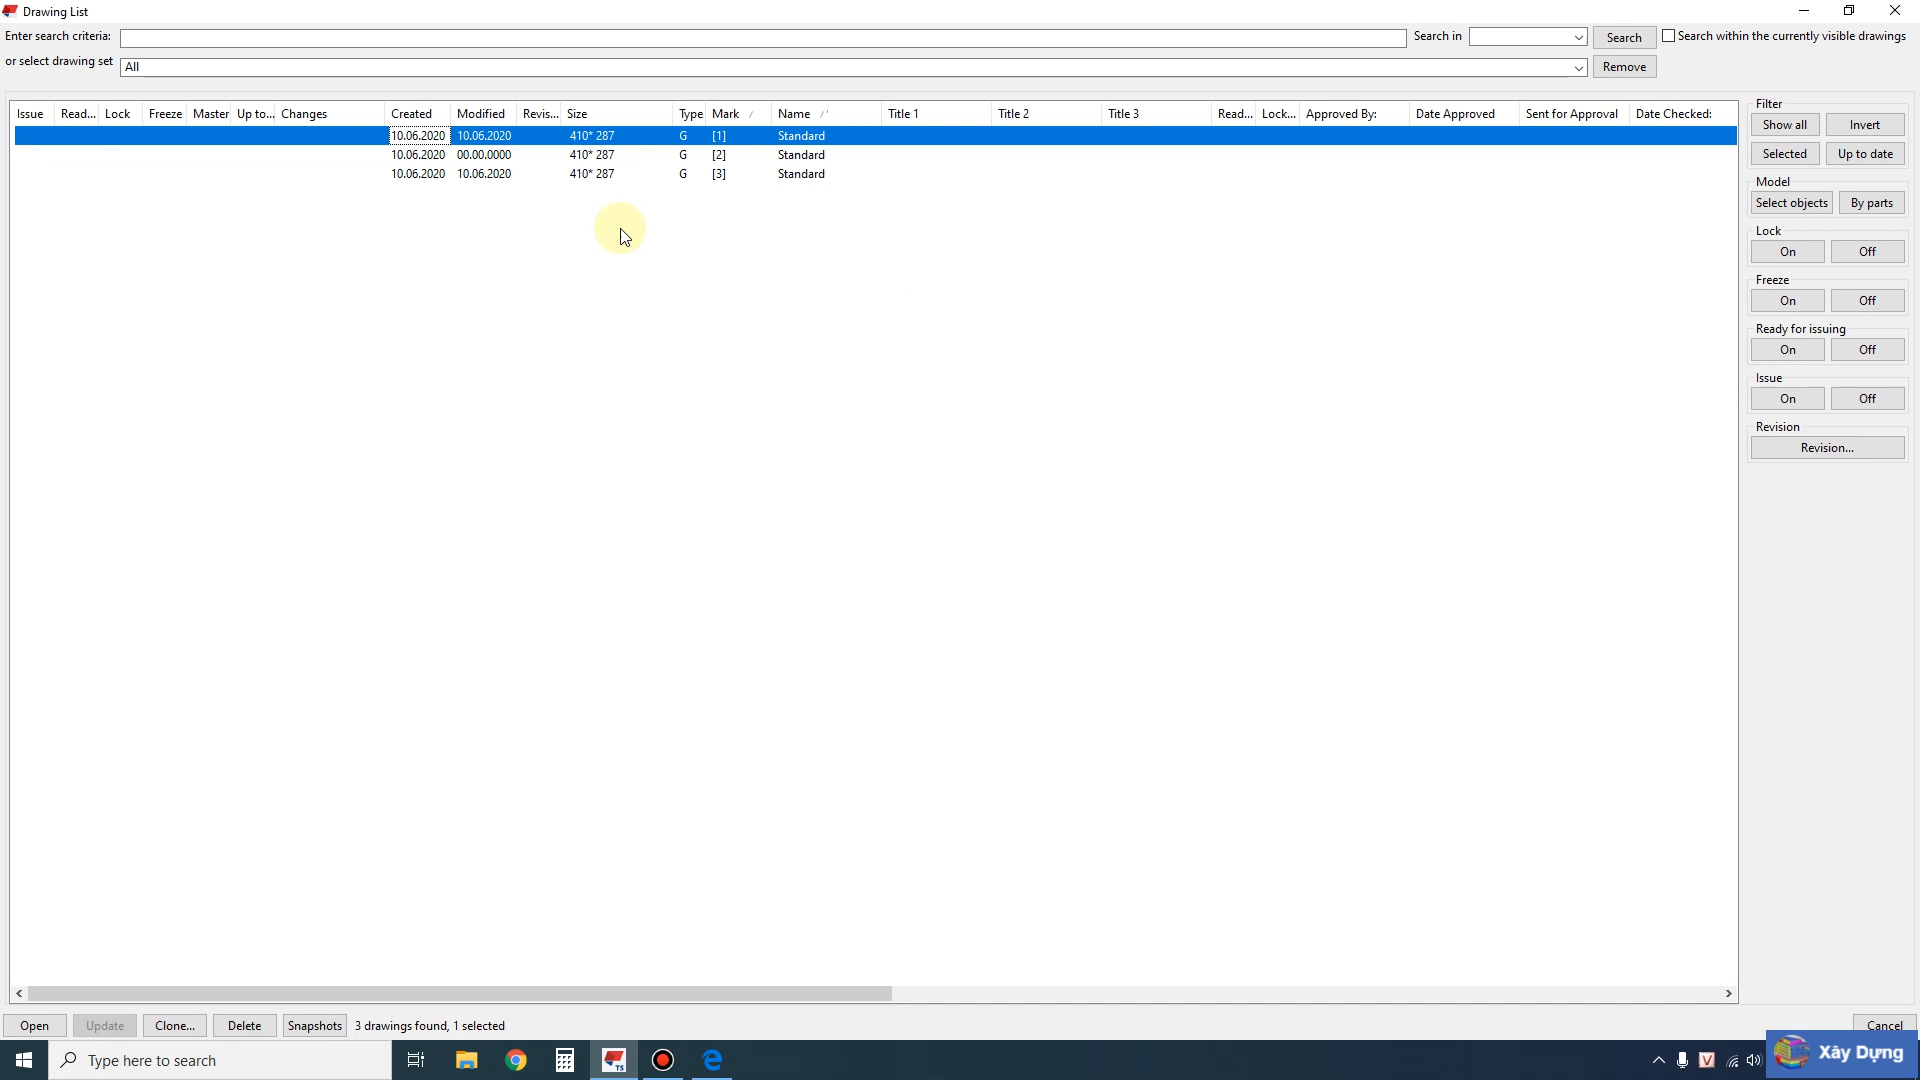 Drawing List
Enter search criteria:
Search in
Search
Search within the currently visible drawings
or select drawing set
All
Remove
Issue Read... Lock Freeze Master Up to... Changes Created Modified Revis... Size Type Mark Name Title 1 Title 2 Title 3 Read... Lock... Approved By: Date Approved Sent for Approval Date Checked:
10.06.2020 10.06.2020 410* 287 G [1] Standard
10.06.2020 00.00.0000 410* 287 G [2] Standard
10.06.2020 10.06.2020 410* 287 G [3] Standard
Filter
Show all Invert
Selected Up to date
Model
Select objects By parts
Lock
On Off
Freeze
On Off
Ready for issuing
On Off
Issue
On Off
Revision
Revision...
Open Update Clone... Delete Snapshots 3 drawings found, 1 selected Cancel
Type here to search
TS
V
Xây Dựng